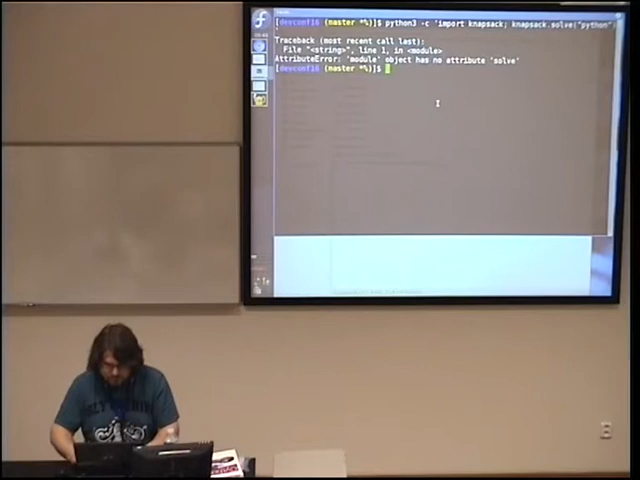 [devconf16 (master *%)]$ python3 -c 'import knapsack; knapsack.solve("python"
Traceback (most recent call last):
File "<string>", line 1, in <module>
AttributeError: 'module' object has no attribute 'solve'
[devconf16 (master *%)]$